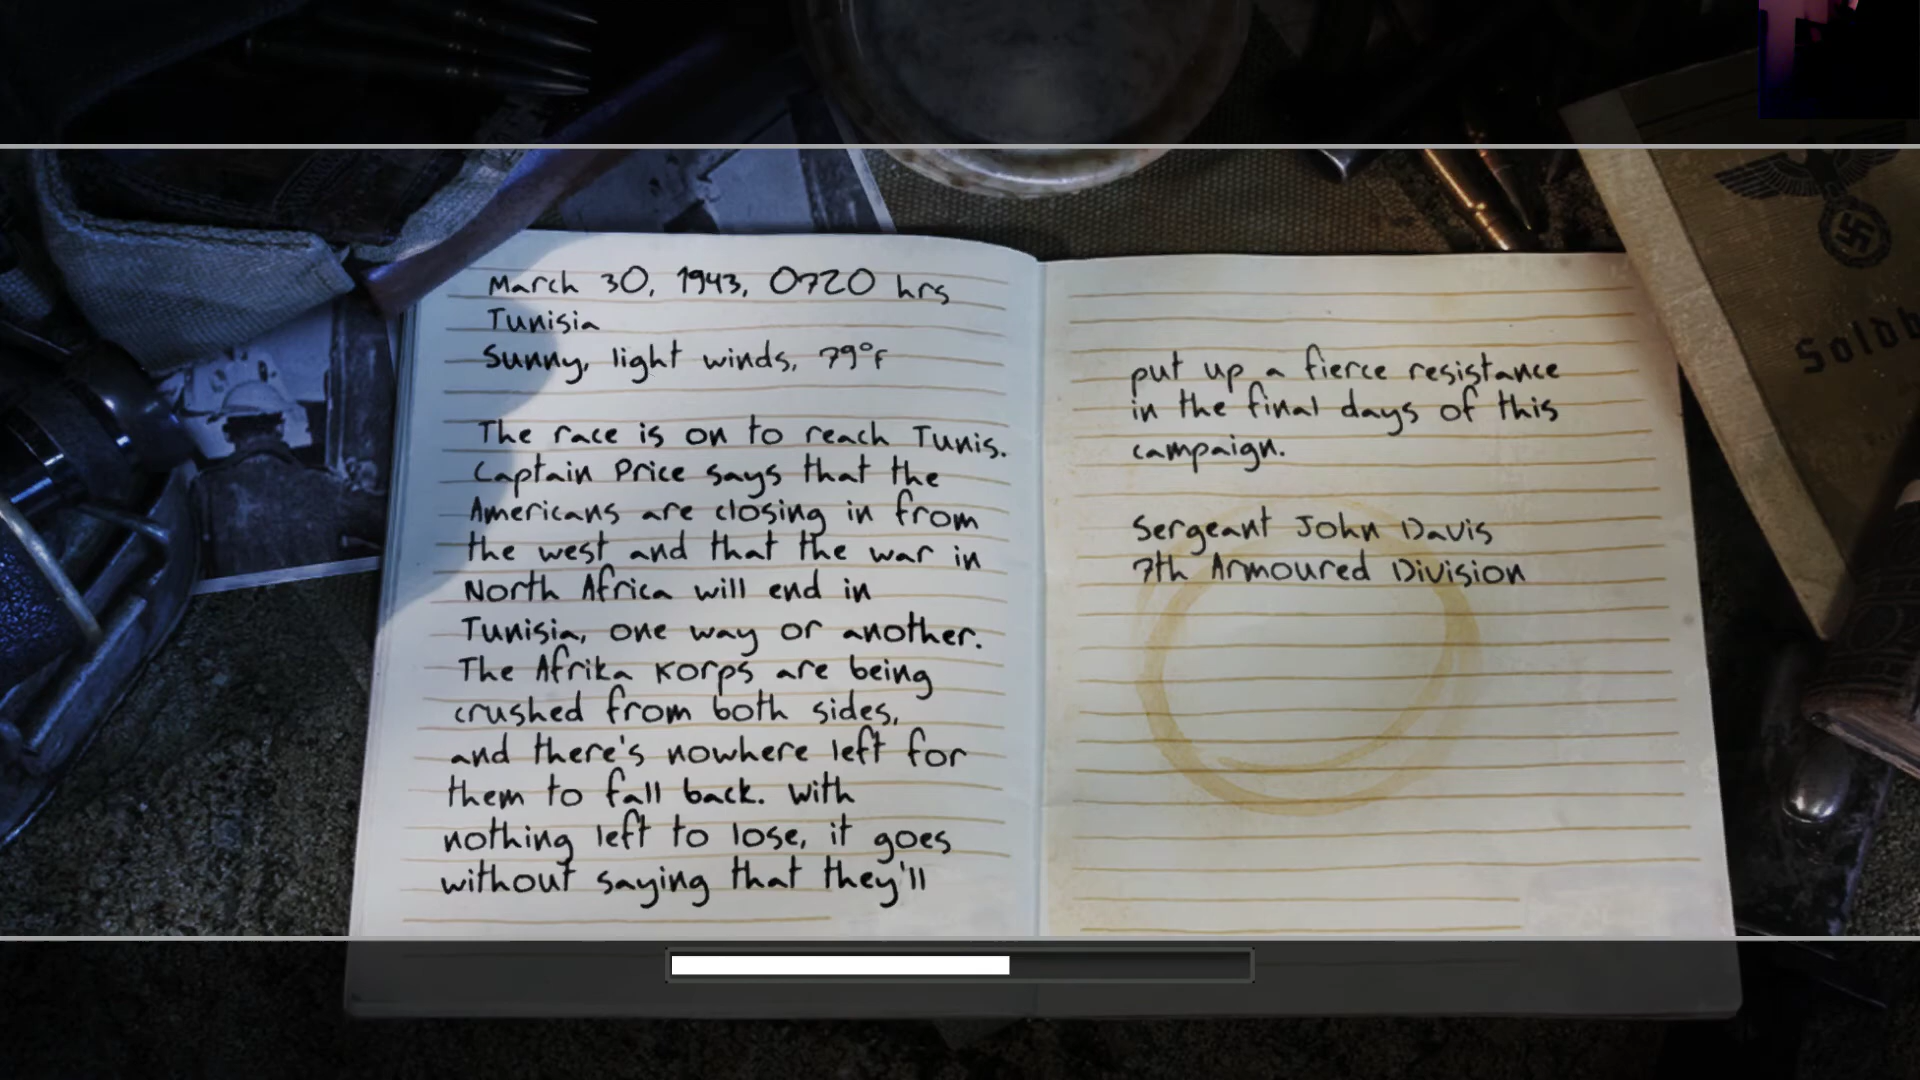 March 30, 1943, 0720 hrs
Tunisia
Sunny, light winds, 79°F
The race is on to reach Tunis.
Captain Price says that the
Americans are closing in from
the west and that the war in
North Africa will end in
Tunisia, one way or another.
The Afrika Korps are being
crushed from both sides,
and there's nowhere left for
them to fall back. With
nothing left to lose, it goes
without saying that they'll
put up a fierce resistance
in the final days of this
campaign.
Sergeant John Davis
7th Armoured Division
Soldb